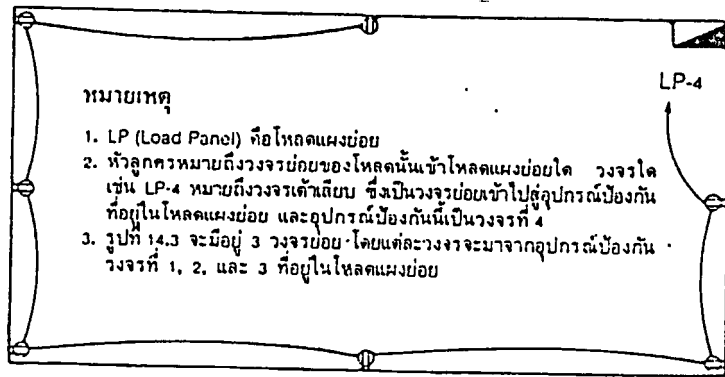 LP-4
หมายเหตุ
1. LP (Load Panel) คือโหลดแผงย่อย
2. หัวลูกศรหมายถึงวงจรย่อยของโหลดนั้นเข้าโหลดแผงย่อยใด วงจรใด
เช่น LP-4 หมายถึงวงจรเต้าเสียบ ซึ่งเป็นวงจรย่อยเข้าไปสู่อุปกรณ์ป้องกัน
ที่อยู่ในโหลดแผงย่อย และอุปกรณ์ป้องกันนี้เป็นวงจรที่ 4
3. รูปที่ 14.3 จะมีอยู่ 3 วงจรย่อย โดยแต่ละวงจรจะมาจากอุปกรณ์ป้องกัน
วงจรที่ 1, 2, และ 3 ที่อยู่ในโหลดแผงย่อย